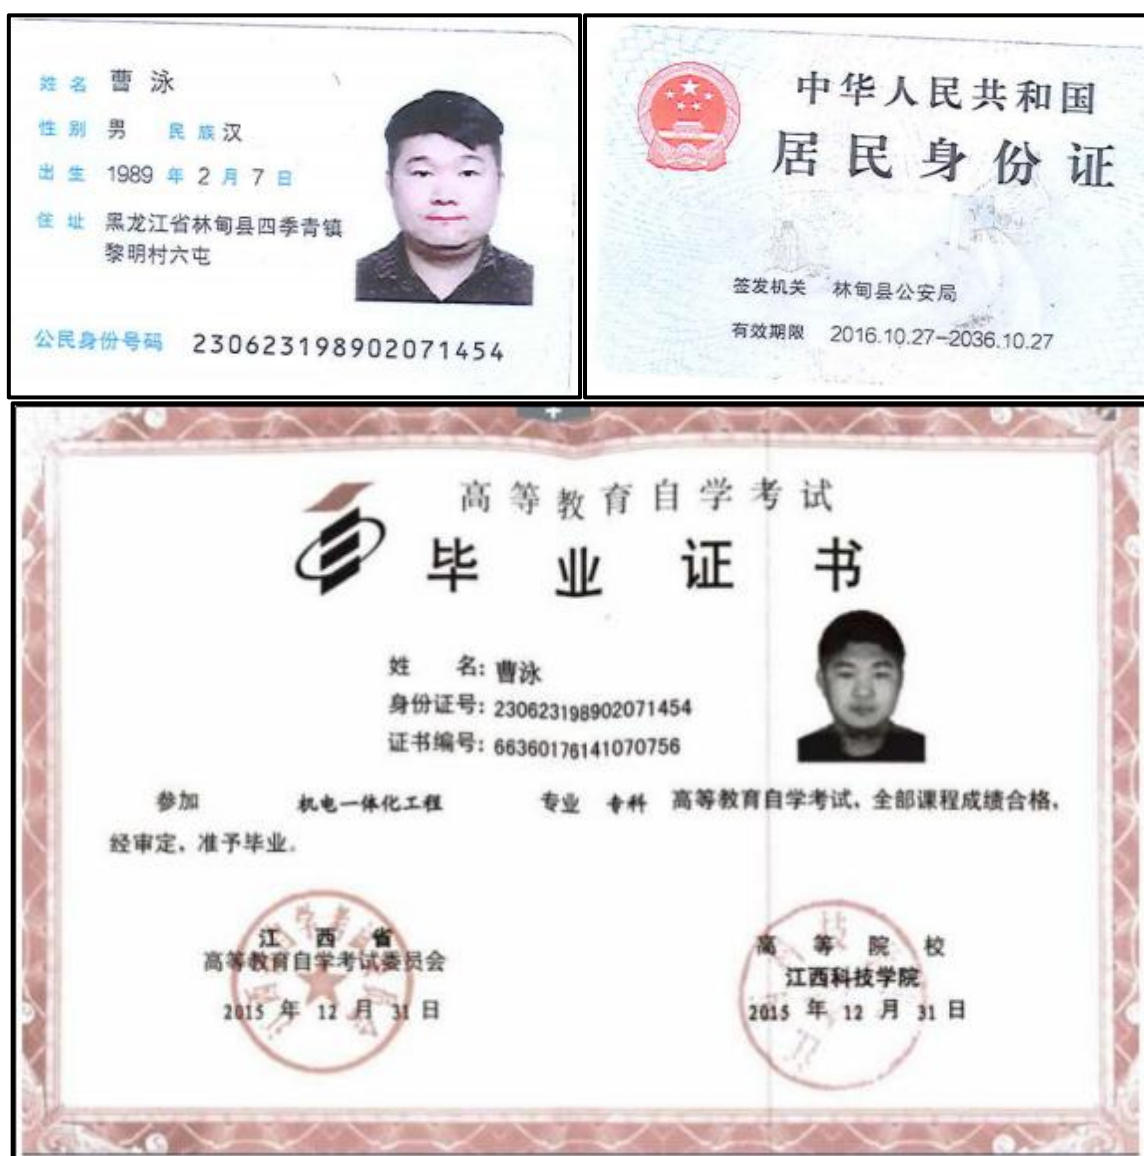 姓名 曹泳
性别 男 民族 汉
出生 1989 年 2 月 7 日
住址 黑龙江省林甸县四季青镇
黎明村六屯
公民身份号码 230623198902071454
中华人民共和国
居民身份证
签发机关 林甸县公安局
有效期限 2016.10.27-2036.10.27
高等教育自学考试
毕业证书
姓 名: 曹泳
身份证号: 230623198902071454
证书编号: 66360176141070756
参加 机电一体化工程 专业 专科 高等教育自学考试、全部课程成绩合格,
经审定, 准予毕业。
江西省
高等教育自学考试委员会
2015 年 12 月 31 日
高等院校
江西科技学院
2015 年 12 月 31 日